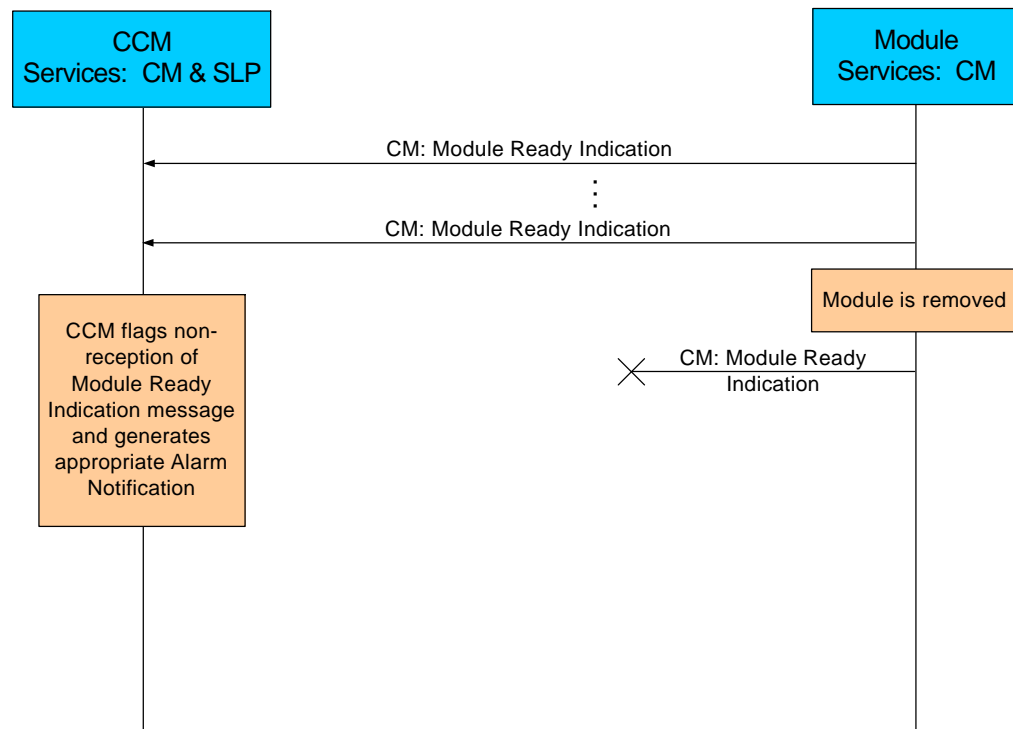 CCM
Services: CM & SLP
Module
Services: CM
CM: Module Ready Indication
CM: Module Ready Indication
Module is removed
CCM flags non-
reception of
Module Ready
Indication message
and generates
appropriate Alarm
Notification
CM: Module Ready
Indication